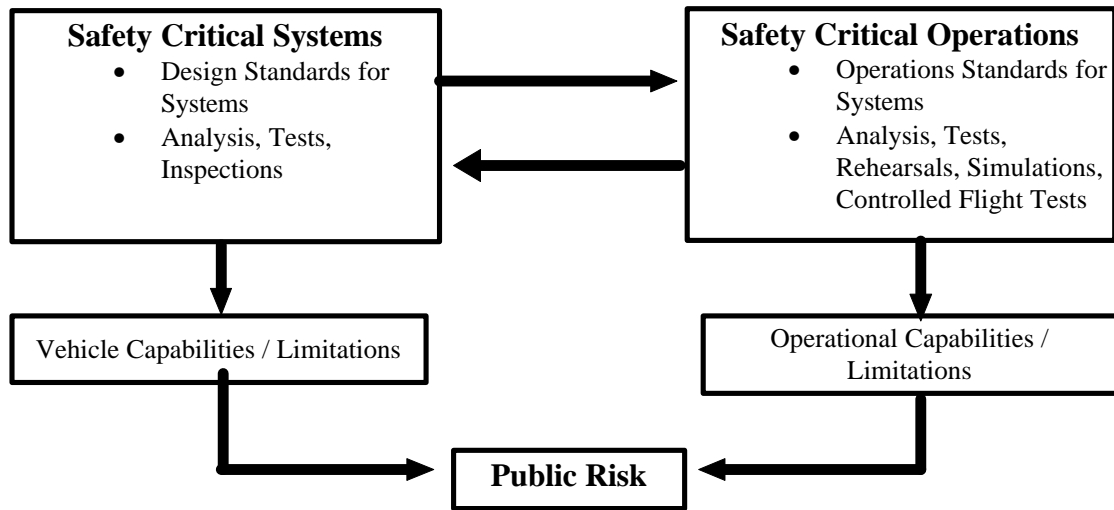 Safety Critical Systems
• Design Standards for
Systems
• Analysis, Tests,
Inspections
Safety Critical Operations
• Operations Standards for
Systems
• Analysis, Tests,
Rehearsals, Simulations,
Controlled Flight Tests
Vehicle Capabilities / Limitations
Operational Capabilities /
Limitations
Public Risk